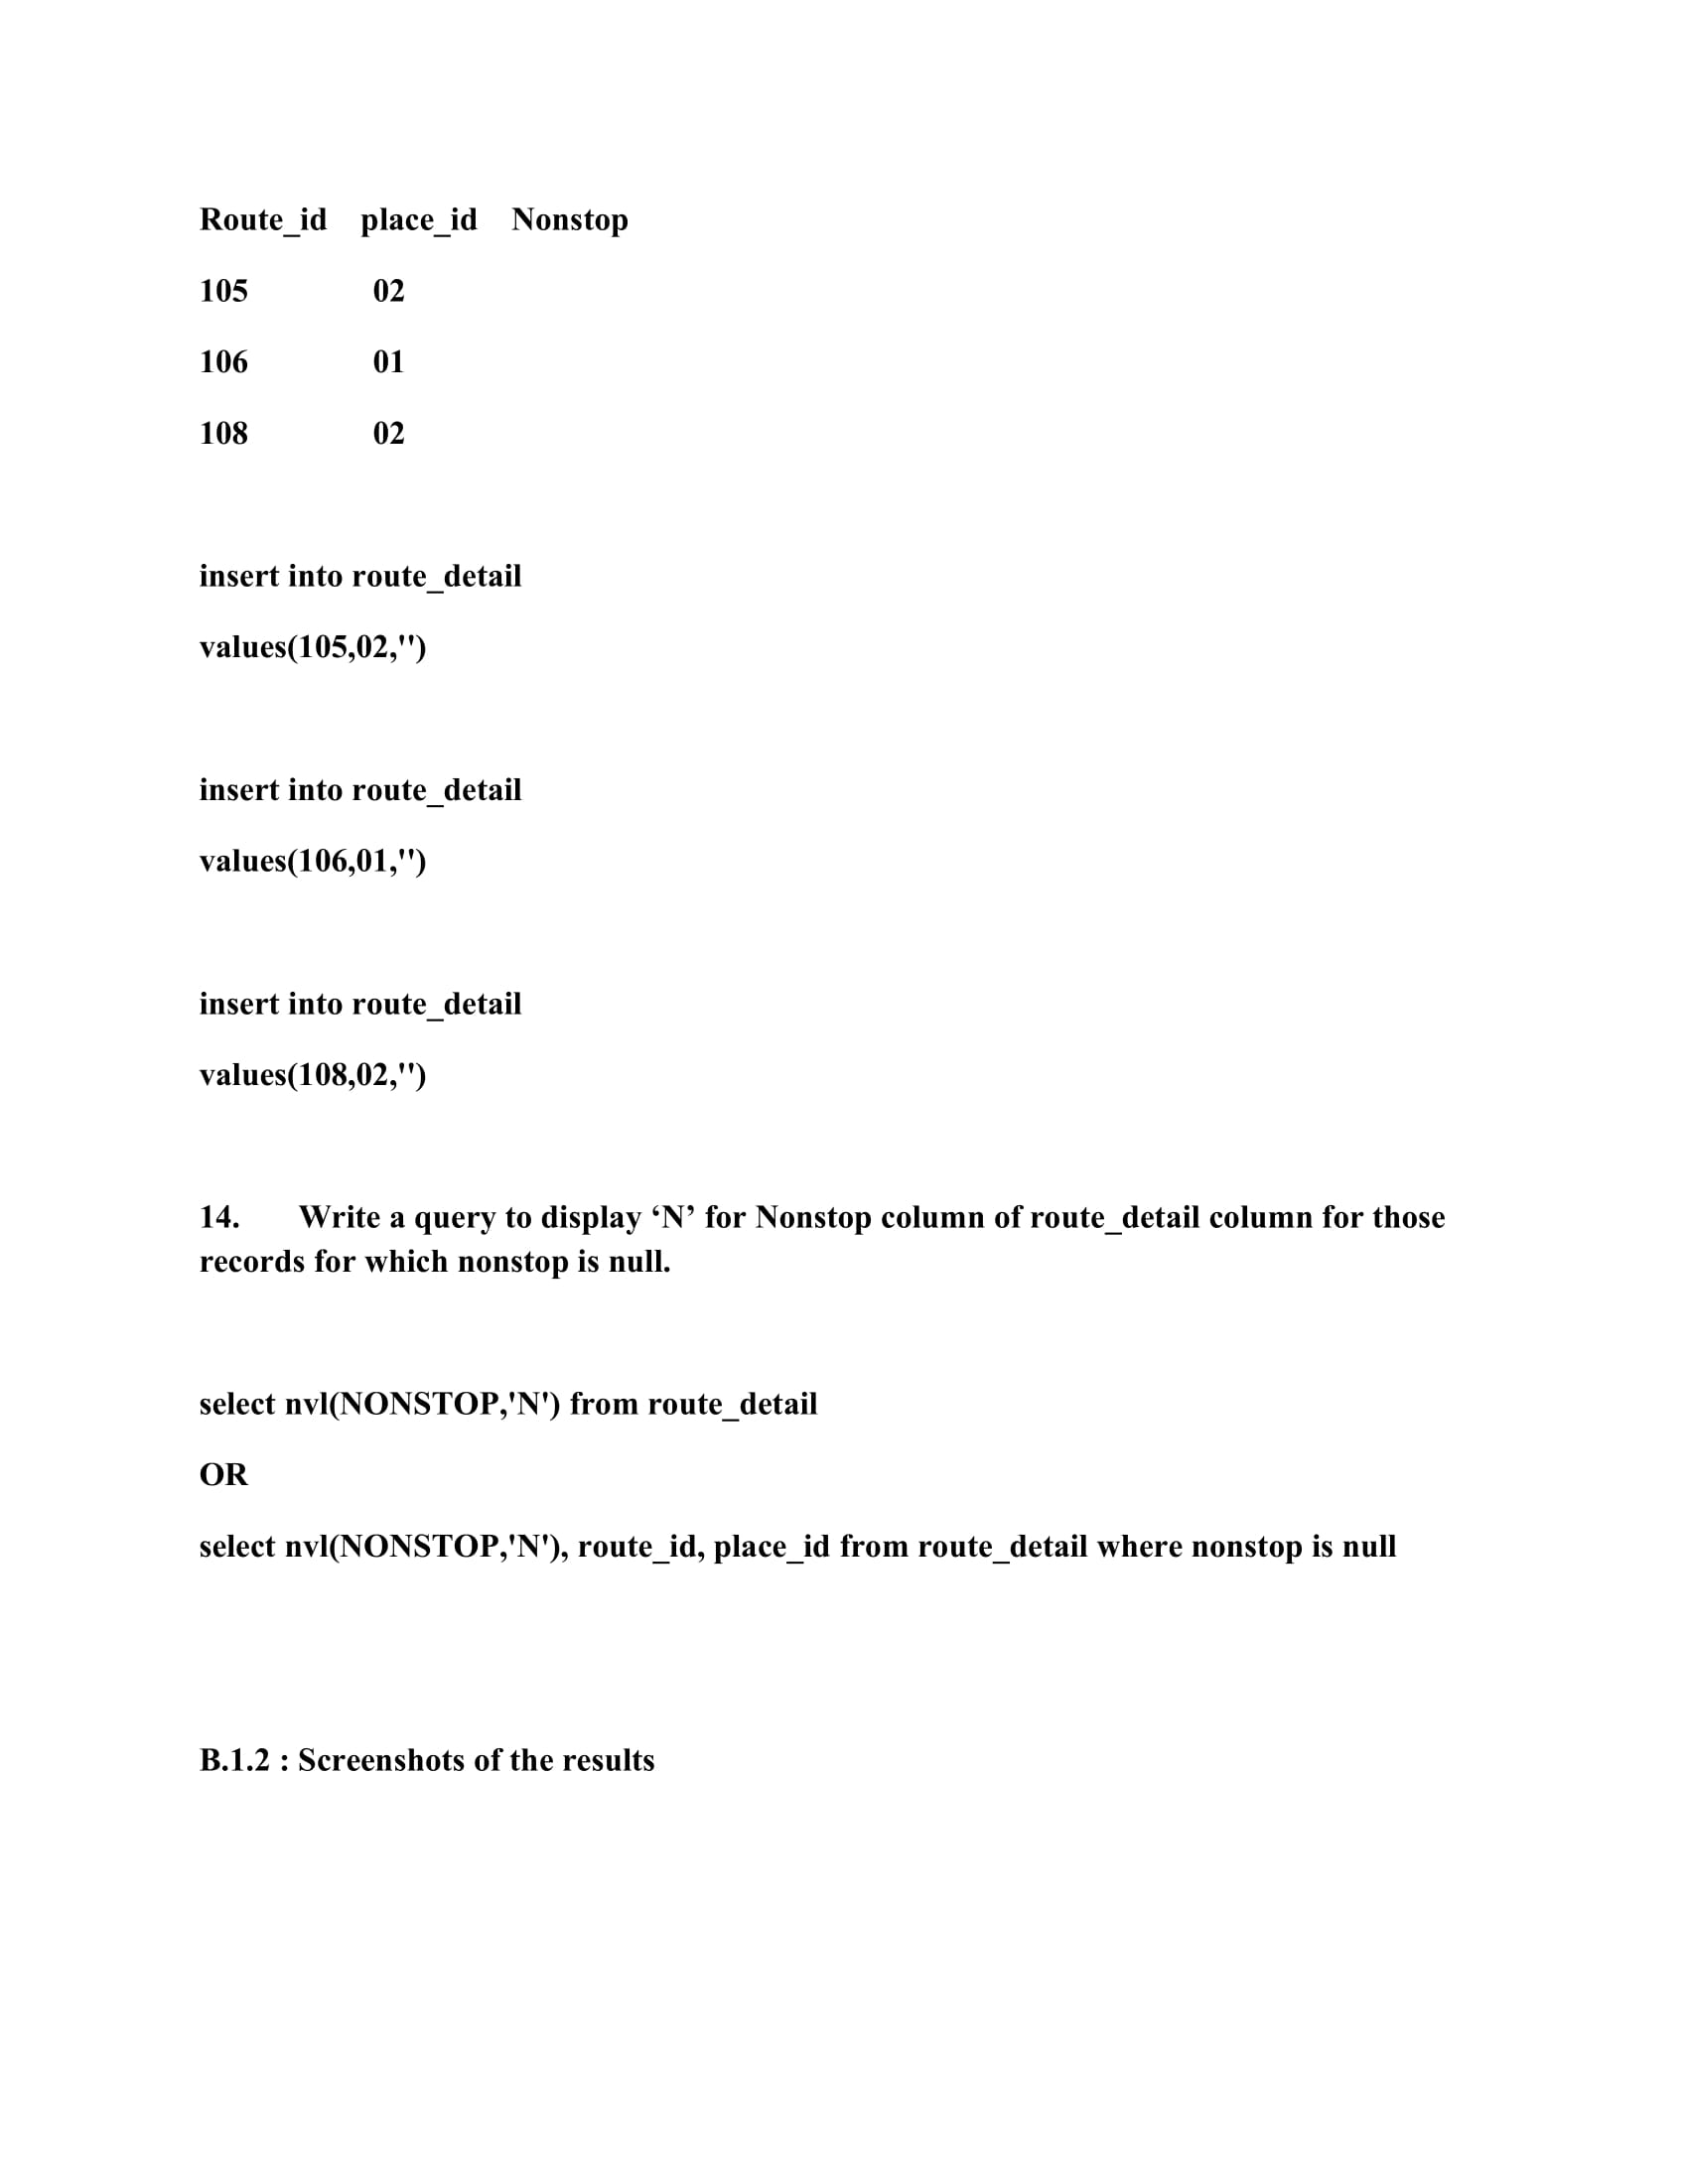 Route_id place_id Nonstop
105 02
106 01
108 02
insert into route_detail
values(105,02,'')
insert into route_detail
values(106,01,'')
insert into route_detail
values(108,02,'')
14. Write a query to display ‘N’ for Nonstop column of route_detail column for those
records for which nonstop is null.
select nvl(NONSTOP,'N') from route_detail
OR
select nvl(NONSTOP,'N'), route_id, place_id from route_detail where nonstop is null
B.1.2 : Screenshots of the results